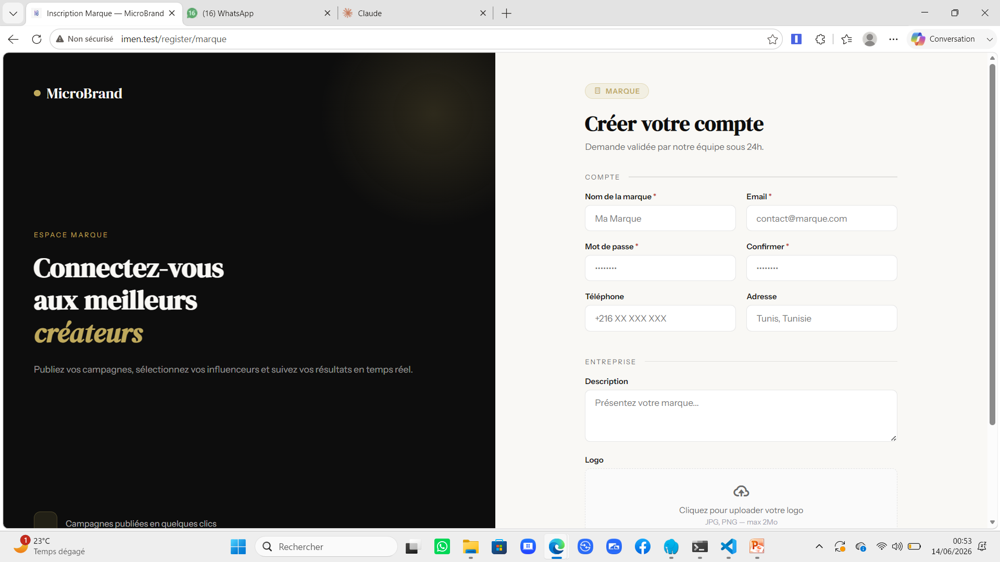 Inscription Marque — MicroBrand
(16) WhatsApp
Claude
Non sécurisé
imen.test/register/marque
Conversation
MicroBrand
ESPACE MARQUE
Connectez-vous
aux meilleurs
créateurs
Publiez vos campagnes, sélectionnez vos influenceurs et suivez vos résultats en temps réel.
Campagnes publiées en quelques clics
MARQUE
Créer votre compte
Demande validée par notre équipe sous 24h.
COMPTE
Nom de la marque *
Email *
Ma Marque
contact@marque.com
Mot de passe *
Confirmer *
••••••••
••••••••
Téléphone
Adresse
+216 XX XXX XXX
Tunis, Tunisie
ENTREPRISE
Description
Présentez votre marque...
Logo
Cliquez pour uploader votre logo
JPG, PNG — max 2Mo
1
23°C
Temps dégagé
Rechercher
00:53
14/06/2026